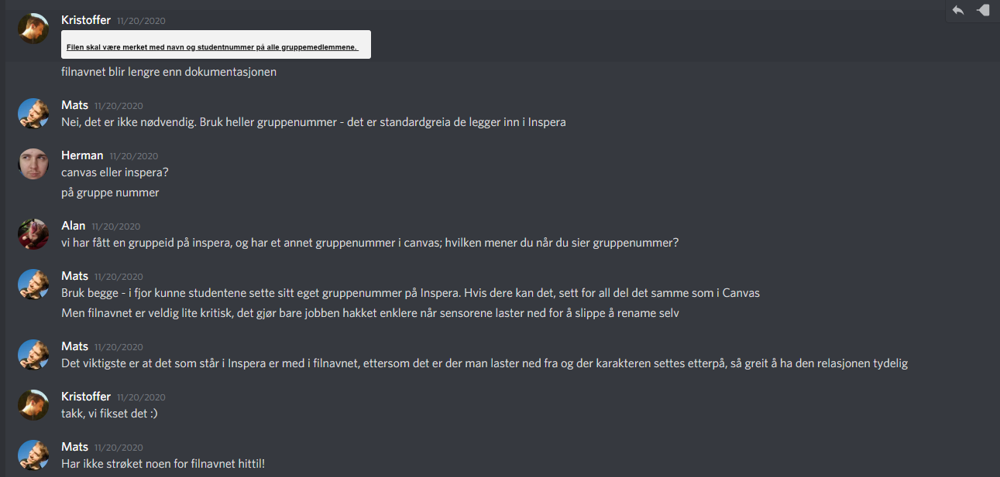 Kristoffer 11/20/2020
Filen skal være merket med navn og studentnummer på alle gruppemedlemmene.
filnavnet blir lengre enn dokumentasjonen
Mats 11/20/2020
Nei, det er ikke nødvendig. Bruk heller gruppenummer - det er standardgreia de legger inn i Inspera
Herman 11/20/2020
canvas eller inspera?
på gruppe nummer
Alan 11/20/2020
vi har fått en gruppeid på inspera, og har et annet gruppenummer i canvas; hvilken mener du når du sier gruppenummer?
Mats 11/20/2020
Bruk begge - i fjor kunne studentene sette sitt eget gruppenummer på Inspera. Hvis dere kan det, sett for all del det samme som i Canvas
Men filnavnet er veldig lite kritisk, det gjør bare jobben hakket enklere når sensorene laster ned for å slippe å rename selv
Mats 11/20/2020
Det viktigste er at det som står i Inspera er med i filnavnet, ettersom det er der man laster ned fra og der karakteren settes etterpå, så greit å ha den relasjonen tydelig
Kristoffer 11/20/2020
takk, vi fikset det :)
Mats 11/20/2020
Har ikke strøket noen for filnavnet hittil!